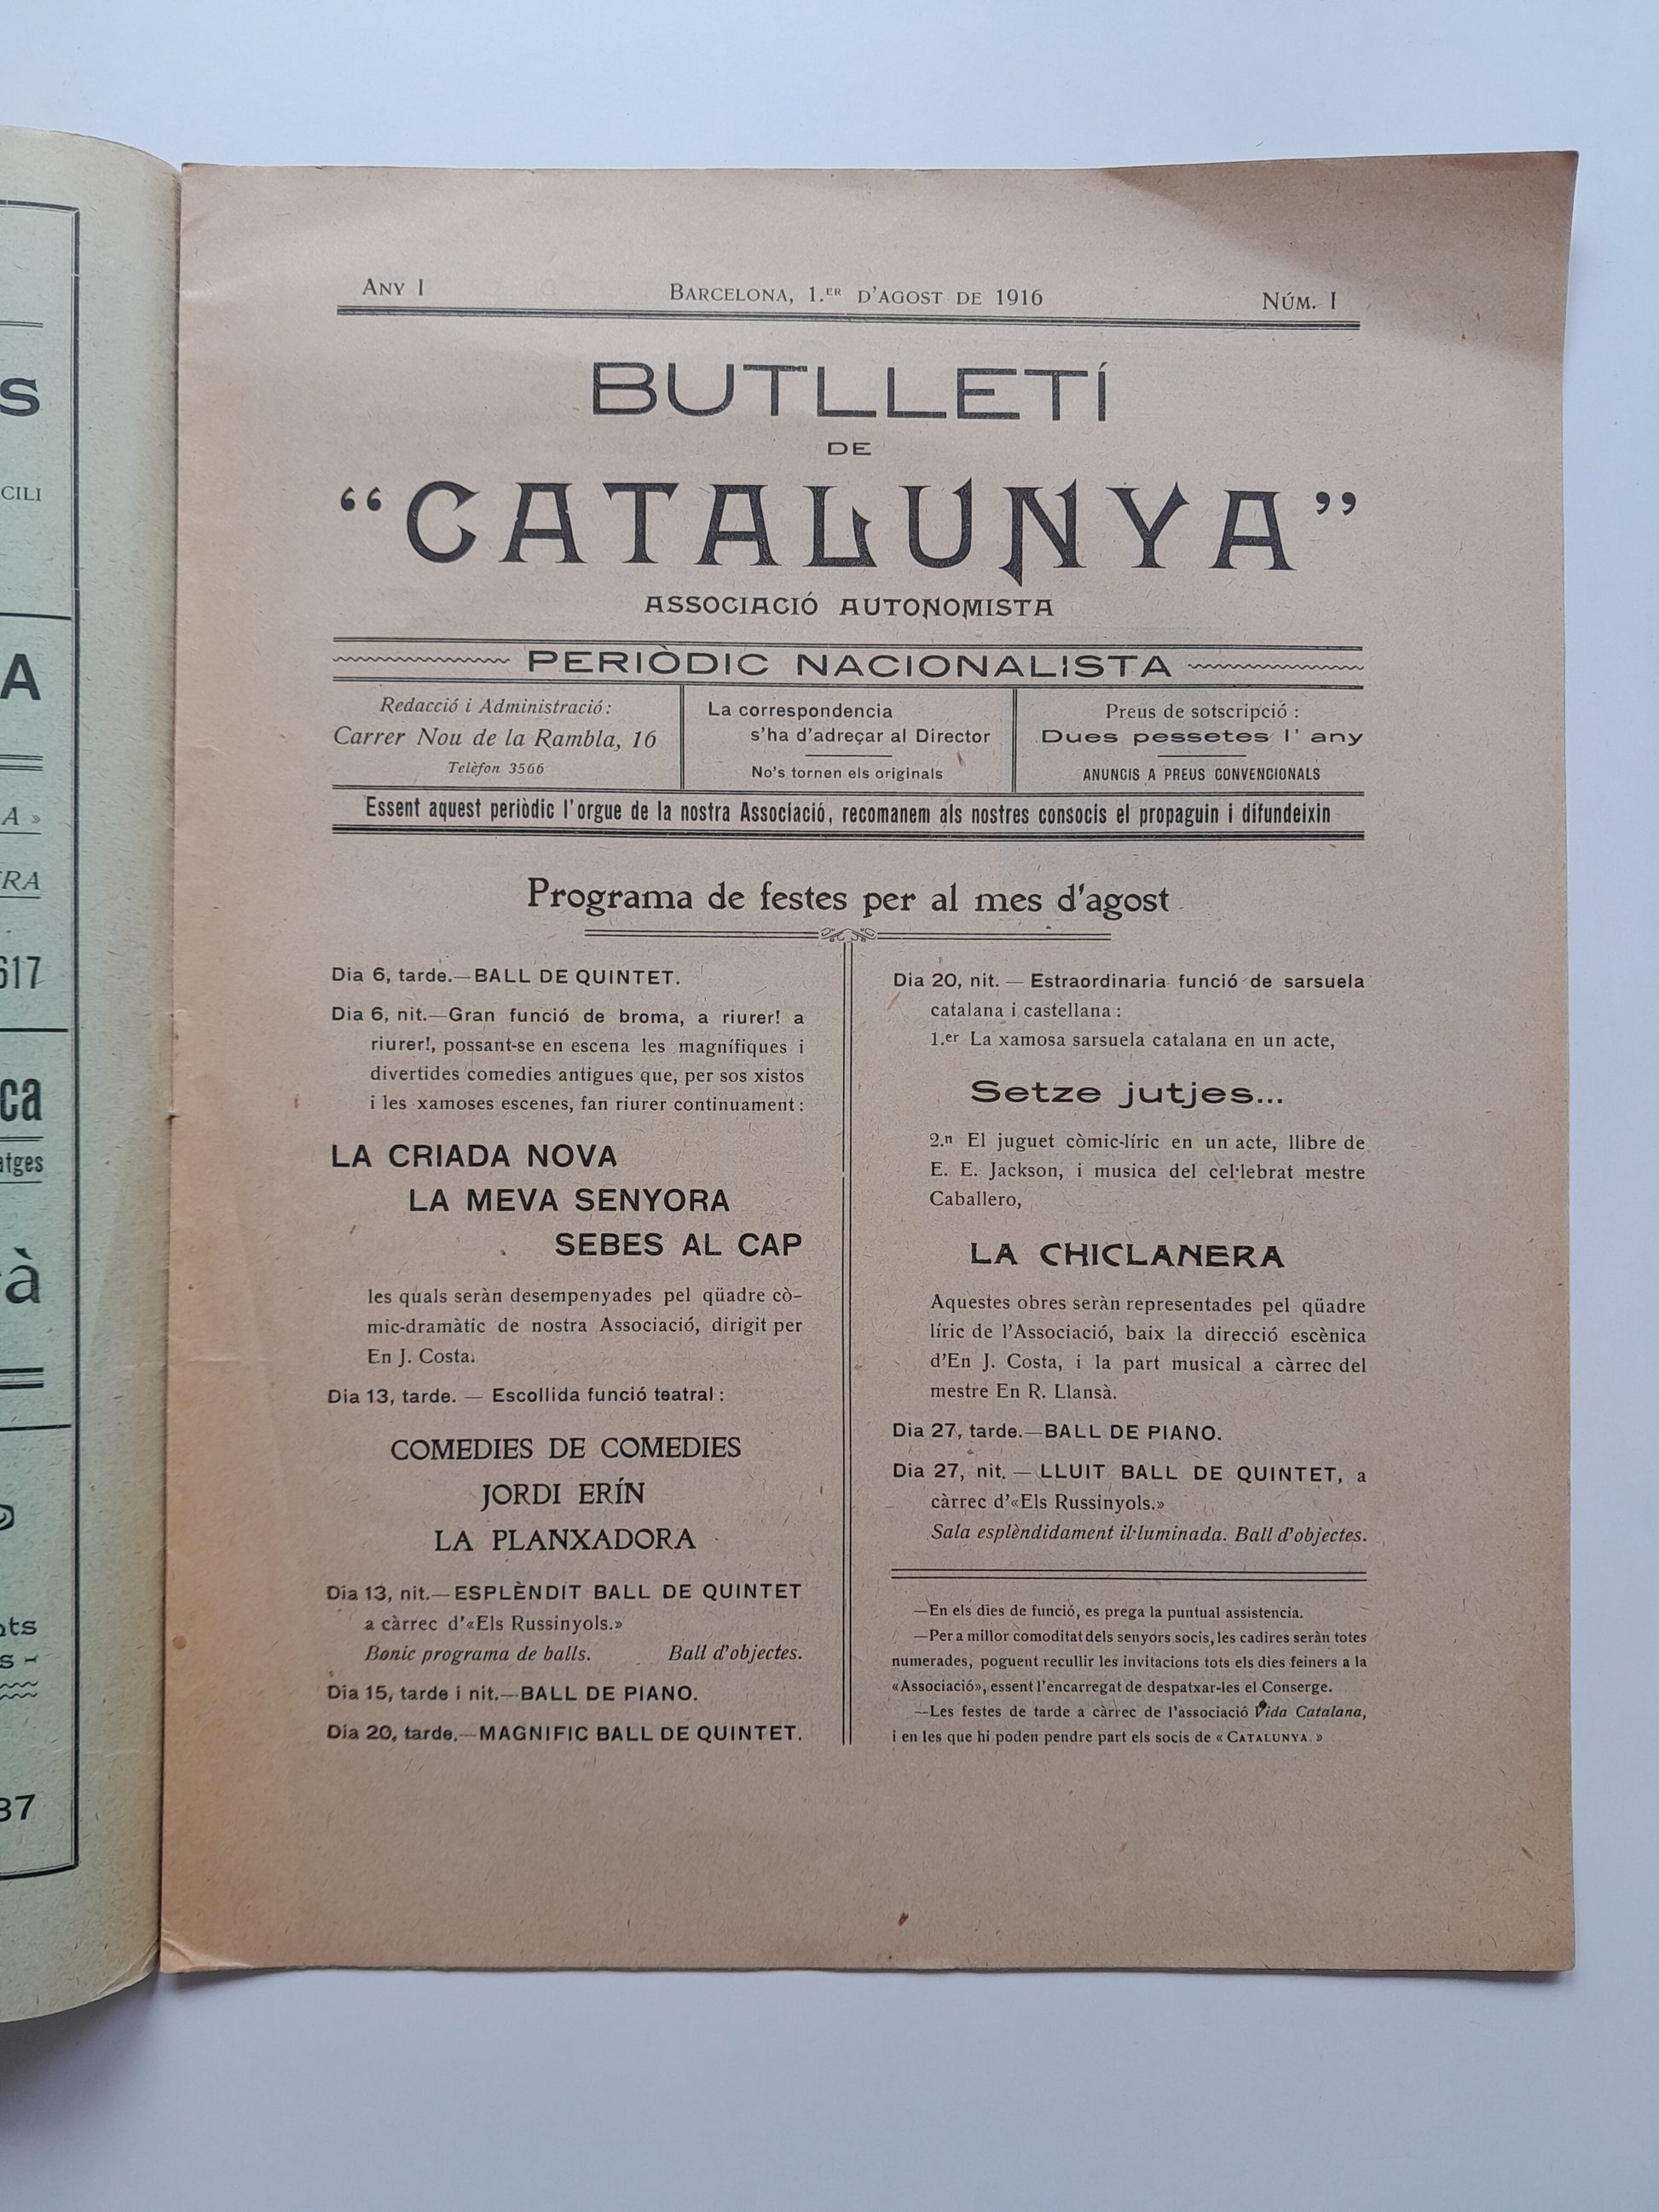 S
CILI
A
A »
RA
617
ca
atges
à
ts
s -
37
Any I
Barcelona, 1.er d'agost de 1916
Núm. I
BUTLLETÍ
DE
“CATALUNYA”
ASSOCIACIÓ AUTONOMISTA
PERIÒDIC NACIONALISTA
Redacció i Administració:
Carrer Nou de la Rambla, 16
Telèfon 3566
La correspondencia
s'ha d'adreçar al Director
No's tornen els originals
Preus de sotscripció :
Dues pessetes l' any
ANUNCIS A PREUS CONVENCIONALS
Essent aquest periòdic l'orgue de la nostra Associació, recomanem als nostres consocis el propaguin i difundeixin
Programa de festes per al mes d'agost
Dia 6, tarde.—BALL DE QUINTET.
Dia 6, nit.—Gran funció de broma, a riurer! a
riurer!, possant-se en escena les magnífiques i
divertides comedies antigues que, per sos xistos
i les xamoses escenes, fan riurer continuament :
LA CRIADA NOVA
LA MEVA SENYORA
SEBES AL CAP
les quals seràn desempenyades pel qüadre cò-
mic-dramàtic de nostra Associació, dirigit per
En J. Costa.
Dia 13, tarde. — Escollida funció teatral :
COMEDIES DE COMEDIES
JORDI ERÍN
LA PLANXADORA
Dia 13, nit.—ESPLÈNDIT BALL DE QUINTET
a càrrec d'«Els Russinyols.»
Bonic programa de balls. Ball d'objectes.
Dia 15, tarde i nit.—BALL DE PIANO.
Dia 20, tarde.—MAGNIFIC BALL DE QUINTET.
Dia 20, nit. — Estraordinaria funció de sarsuela
catalana i castellana :
1.er La xamosa sarsuela catalana en un acte,
Setze jutjes...
2.n El juguet còmic-líric en un acte, llibre de
E. E. Jackson, i musica del cel·lebrat mestre
Caballero,
LA CHICLANERA
Aquestes obres seràn representades pel qüadre
líric de l'Associació, baix la direcció escènica
d'En J. Costa, i la part musical a càrrec del
mestre En R. Llansà.
Dia 27, tarde.—BALL DE PIANO.
Dia 27, nit. — LLUIT BALL DE QUINTET, a
càrrec d'«Els Russinyols.»
Sala esplèndidament il·luminada. Ball d'objectes.
—En els dies de funció, es prega la puntual assistencia.
—Per a millor comoditat dels senyors socis, les cadires seràn totes
numerades, poguent recullir les invitacions tots els dies feiners a la
«Associació», essent l'encarregat de despatxar-les el Conserge.
—Les festes de tarde a càrrec de l'associació Vida Catalana,
i en les que hi poden pendre part els socis de « Catalunya. »